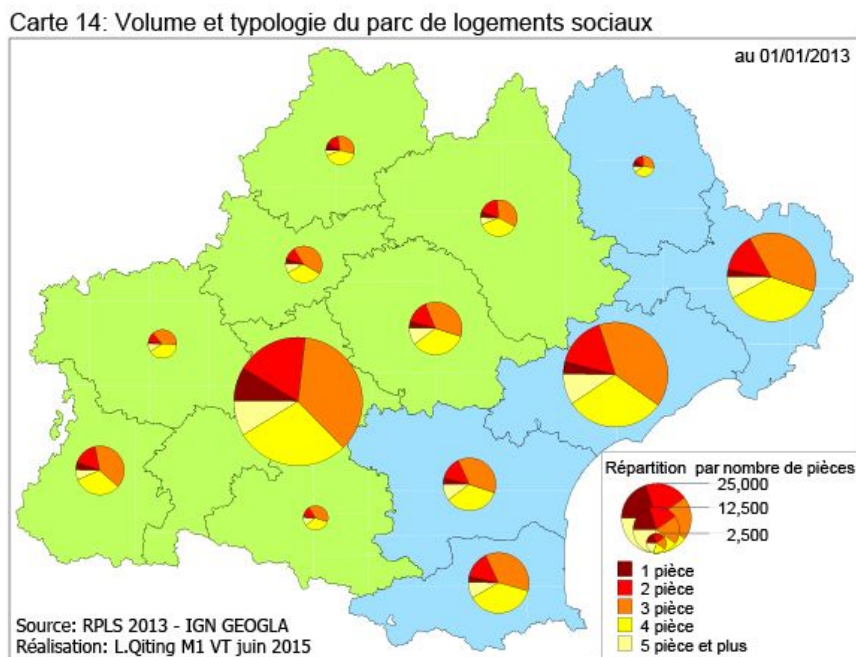 Carte 14: Volume et typologie du parc de logements sociaux
au 01/01/2013
Répartition par nombre de pièces
25,000
12,500
2,500
1 pièce
2 pièce
3 pièce
4 pièce
5 pièce et plus
Source: RPLS 2013 - IGN GEOGLA
Réalisation: L.Qiting M1 VT juin 2015